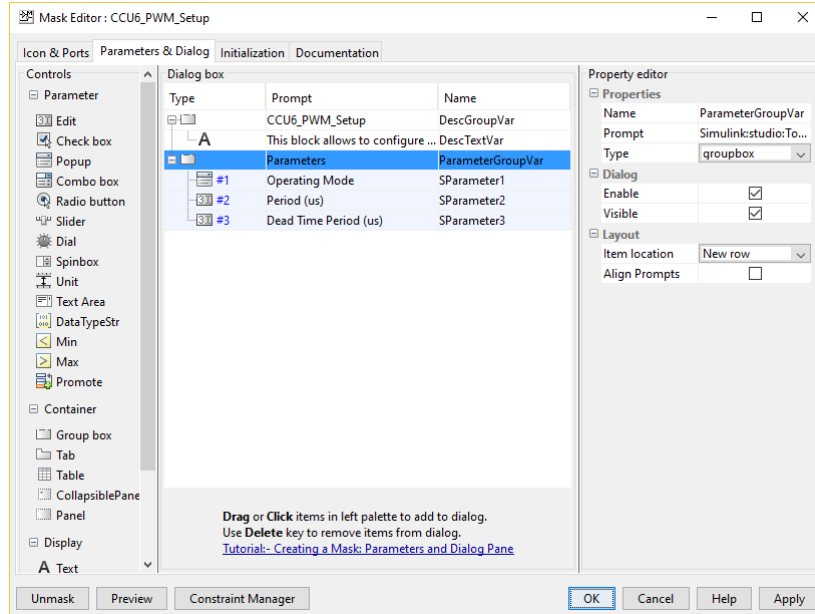 Mask Editor : CCU6_PWM_Setup
Icon & Ports Parameters & Dialog Initialization Documentation
Controls
Parameter
Edit
Check box
Popup
Combo box
Radio button
Slider
Dial
Spinbox
Unit
Text Area
DataTypeStr
Min
Max
Promote
Container
Group box
Tab
Table
CollapsiblePane
Panel
Display
A Text
Dialog box
Type Prompt Name
CCU6_PWM_Setup DescGroupVar
A This block allows to configure ... DescTextVar
Parameters ParameterGroupVar
#1 Operating Mode SParameter1
#2 Period (us) SParameter2
#3 Dead Time Period (us) SParameter3
Drag or Click items in left palette to add to dialog.
Use Delete key to remove items from dialog.
Tutorial:- Creating a Mask: Parameters and Dialog Pane
Property editor
Properties
Name ParameterGroupVar
Prompt Simulink:studio:To...
Type groupbox
Dialog
Enable
Visible
Layout
Item location New row
Align Prompts
Unmask Preview Constraint Manager OK Cancel Help Apply